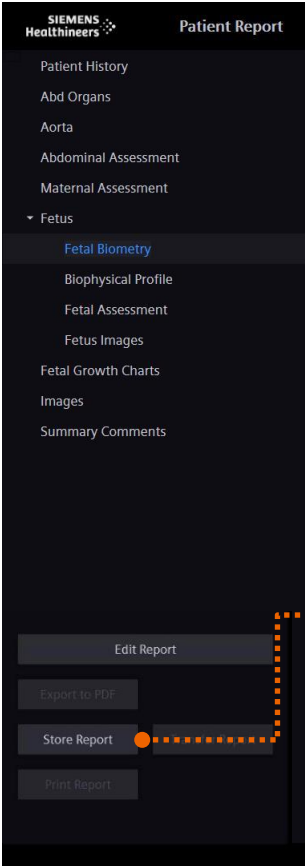 SIEMENS
Healthineers
Patient Report
Patient History
Abd Organs
Aorta
Abdominal Assessment
Maternal Assessment
Fetus
Fetal Biometry
Biophysical Profile
Fetal Assessment
Fetus Images
Fetal Growth Charts
Images
Summary Comments
Edit Report
Export to PDF
Store Report
Print Report